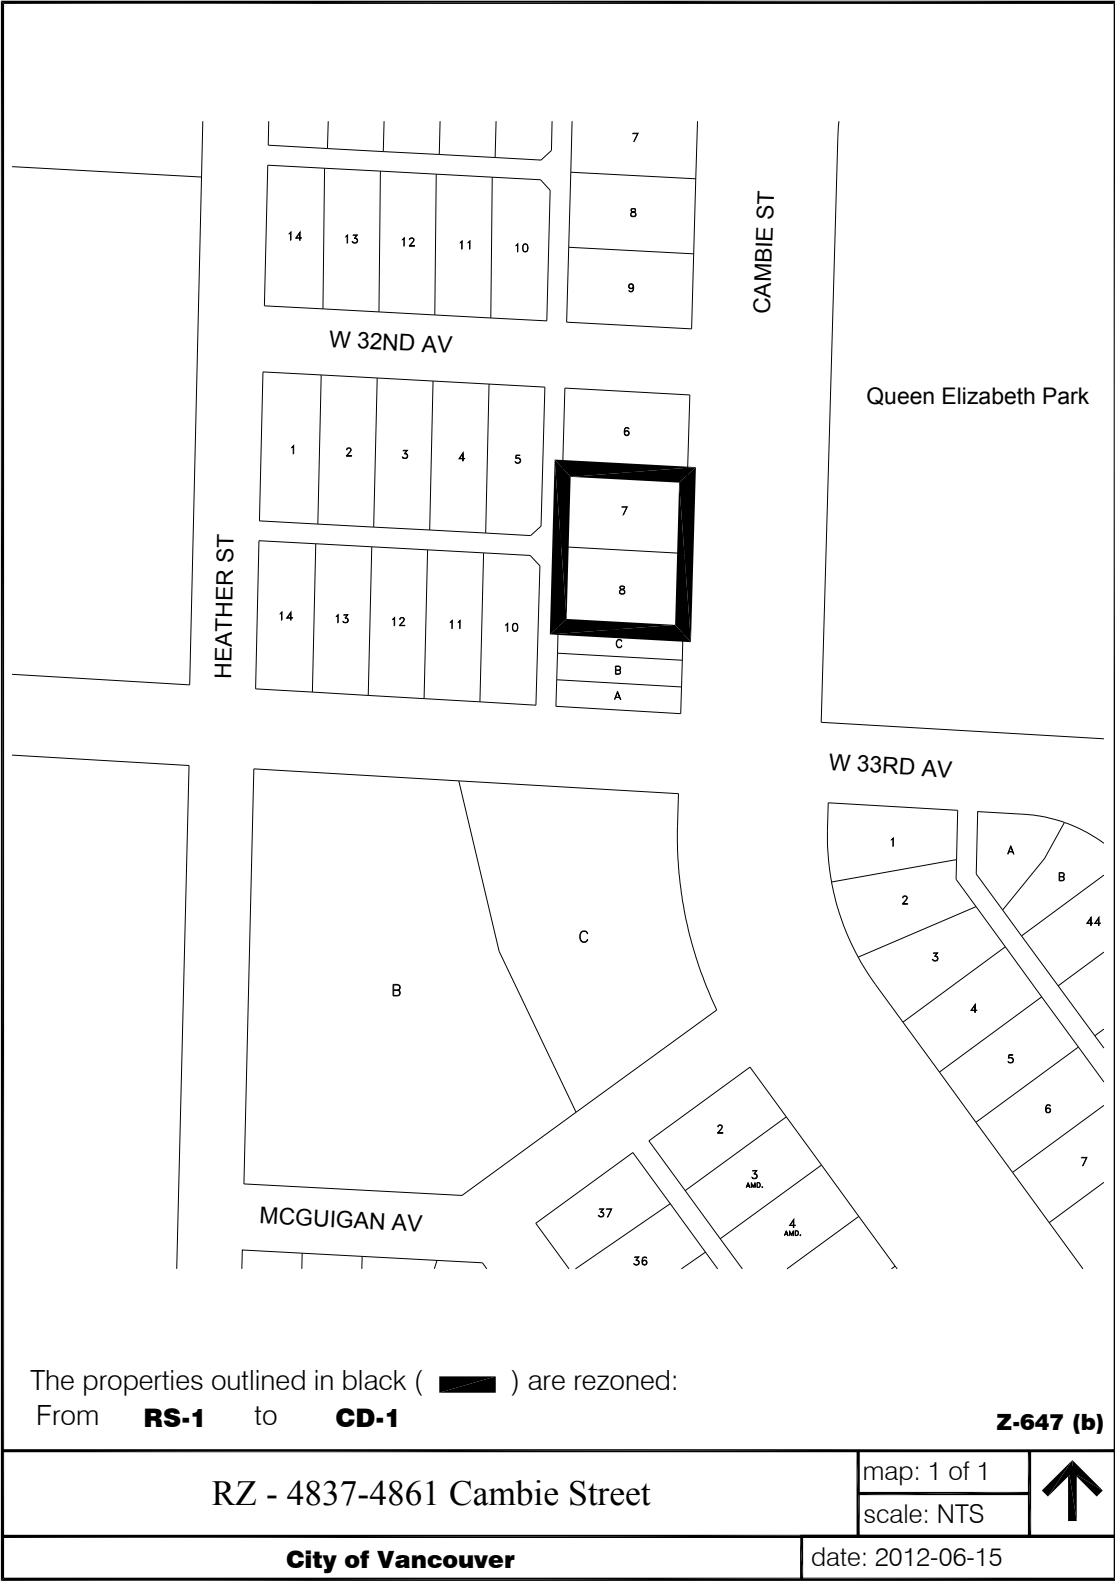 7
8
9
CAMBIE ST
14 13 12 11 10
W 32ND AV
Queen Elizabeth Park
1 2 3 4 5
6
7
8
HEATHER ST
14 13 12 11 10
C
B
A
W 33RD AV
B
C
1
2
3
4
5
6
7
A
B
44
2
3
AMD.
4
AMD.
37
36
MCGUIGAN AV
The properties outlined in black ( ) are rezoned:
From RS-1 to CD-1
Z-647 (b)
RZ - 4837-4861 Cambie Street
map: 1 of 1
scale: NTS
City of Vancouver
date: 2012-06-15